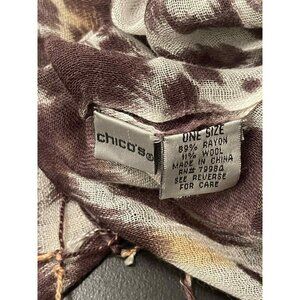 chico's®
ONE SIZE
89% RAYON
11% WOOL
MADE IN CHINA
RN# 79984
SEE REVERSE
FOR CARE